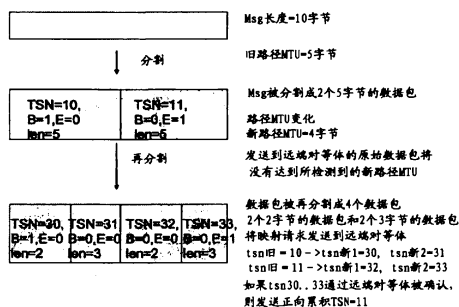 Msg长度=10字节
分割
旧路径MTU=5字节
Msg被分割成2个5字节的数据包
TSN=10, TSN=11,
B=1,E=0 B=0,E=1
len=5 len=5
路径MTU变化
新路径MTU=4字节
再分割
发送到远端对等体的原始数据包将
没有达到所检测到的新路径MTU
数据包被再分割成4个数据包
TSN=30, TSN=31 TSN=32, TSN=33,
B=1,E=0 B=0,E=0 B=0,E=0 B=0,E=1
len=2 len=3 len=2 len=3
2个2字节的数据包和2个3字节的数据包
将映射请求发送到远端对等体
tsn旧=10->tsn新1=30, tsn新2=31
tsn旧=11->tsn新1=32, tsn新2=33
如果tsn30..33通过远端对等体被确认,
则发送正向累积TSN=11